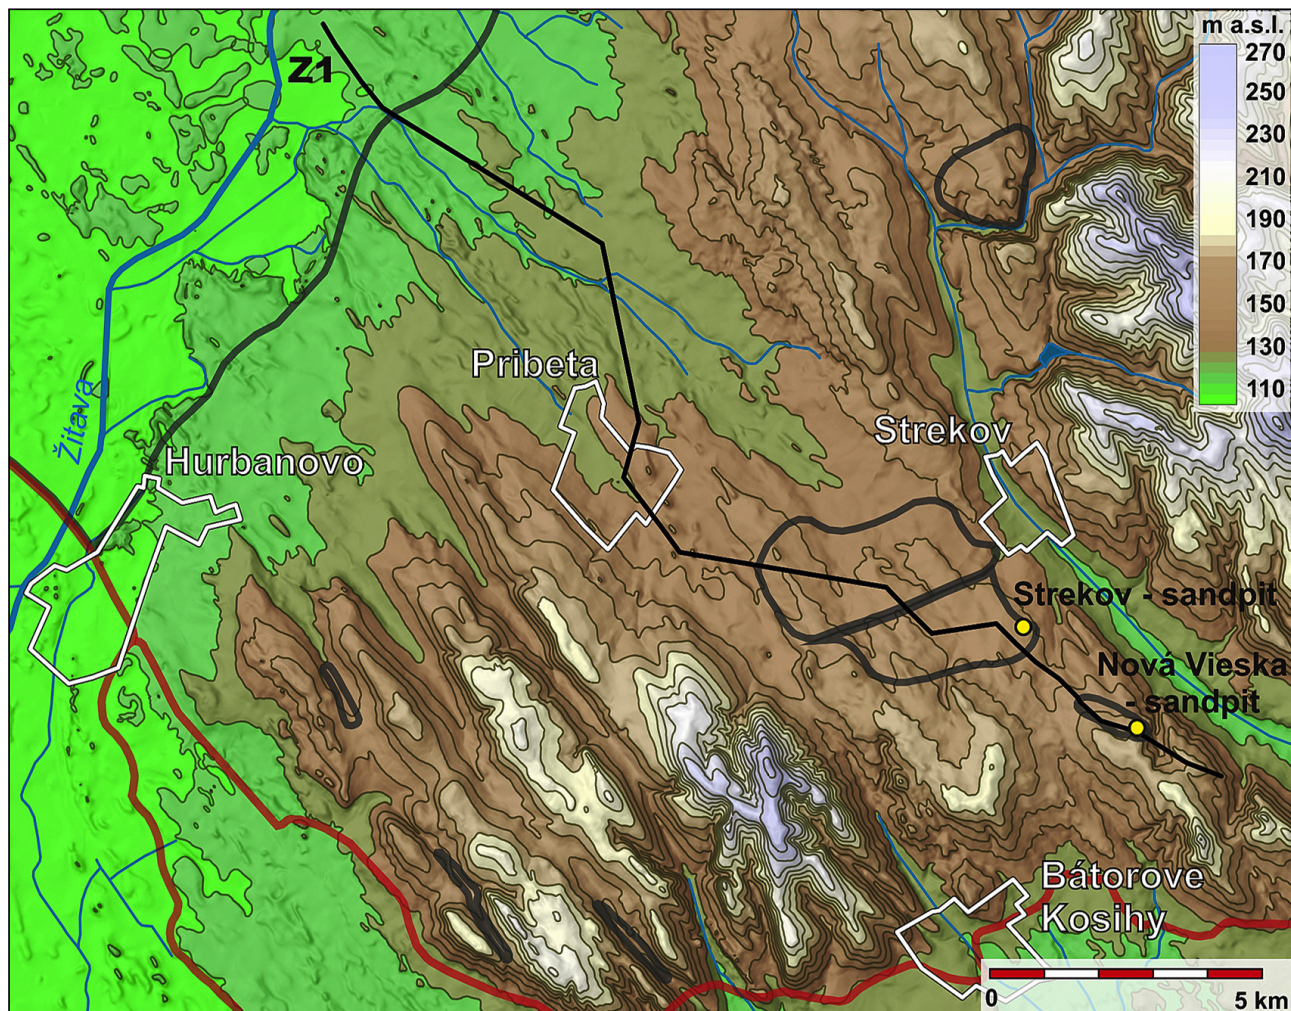 m a.s.l.
270
250
230
210
190
170
150
130
110
Z1
Pribeta
Strekov
Žitava
Hurbanovo
Strekov - sandpit
Nová Vieska
- sandpit
Bátorove
Kosihy
0
5 km